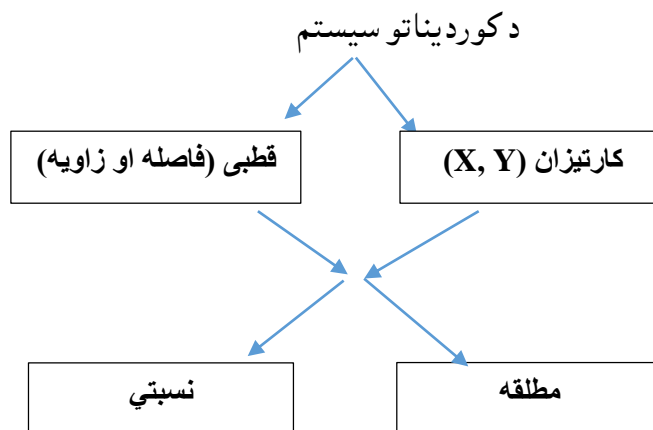 د کوردیناتو سیستم
کارتیزان (X, Y)
قطبی (فاصله او زاویه)
مطلقه
نسبتي